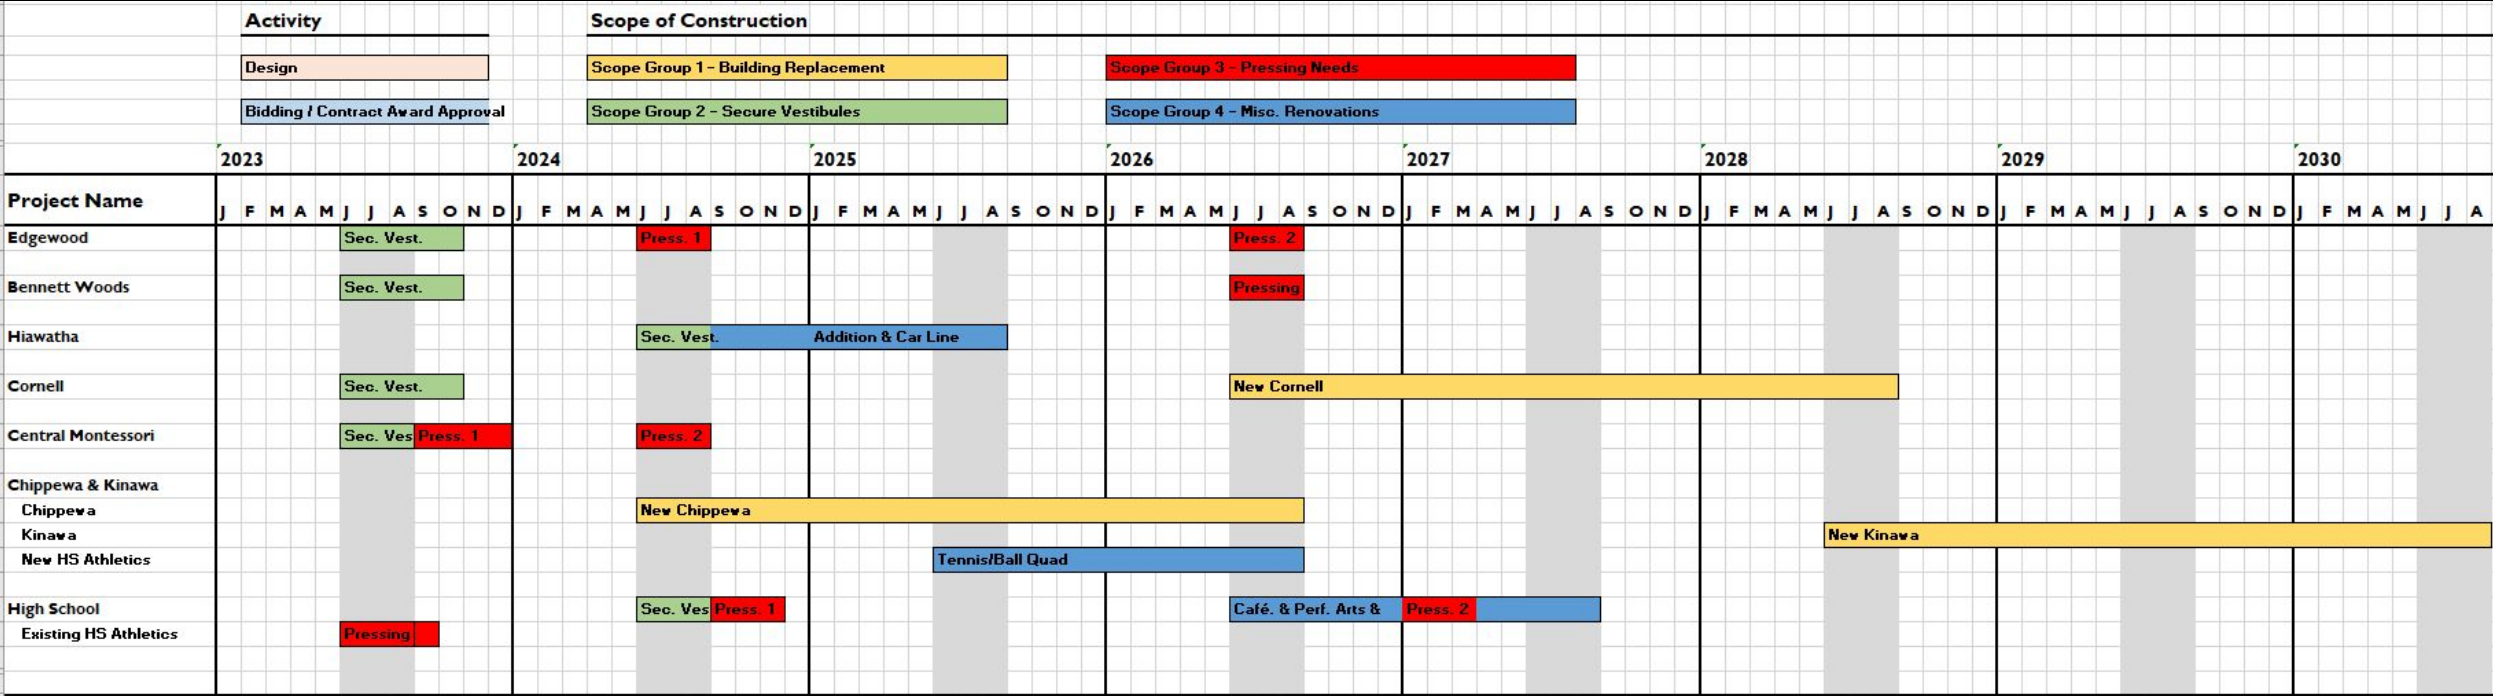 Activity Scope of Construction
Design Scope Group 1 - Building Replacement Scope Group 3 - Pressing Needs
Bidding / Contract Award Approval Scope Group 2 - Secure Vestibules Scope Group 4 - Misc. Renovations
2023 2024 2025 2026 2027 2028 2029 2030
Project Name J F M A M J J A S O N D J F M A M J J A S O N D J F M A M J J A S O N D J F M A M J J A S O N D J F M A M J J A S O N D J F M A M J J A S O N D J F M A M J J A S O N D J F M A M J J A
Edgewood Sec. Vest. Press. 1 Press. 2
Bennett Woods Sec. Vest. Pressing
Hiawatha Sec. Vest. Addition & Car Line
Cornell Sec. Vest. New Cornell
Central Montessori Sec. Ves Press. 1 Press. 2
Chippewa & Kinawa
Chippewa New Chippewa
Kinawa New Kinawa
New HS Athletics Tennis/Ball Quad
High School Sec. Ves Press. 1 Café. & Perf. Arts & Press. 2
Existing HS Athletics Pressing